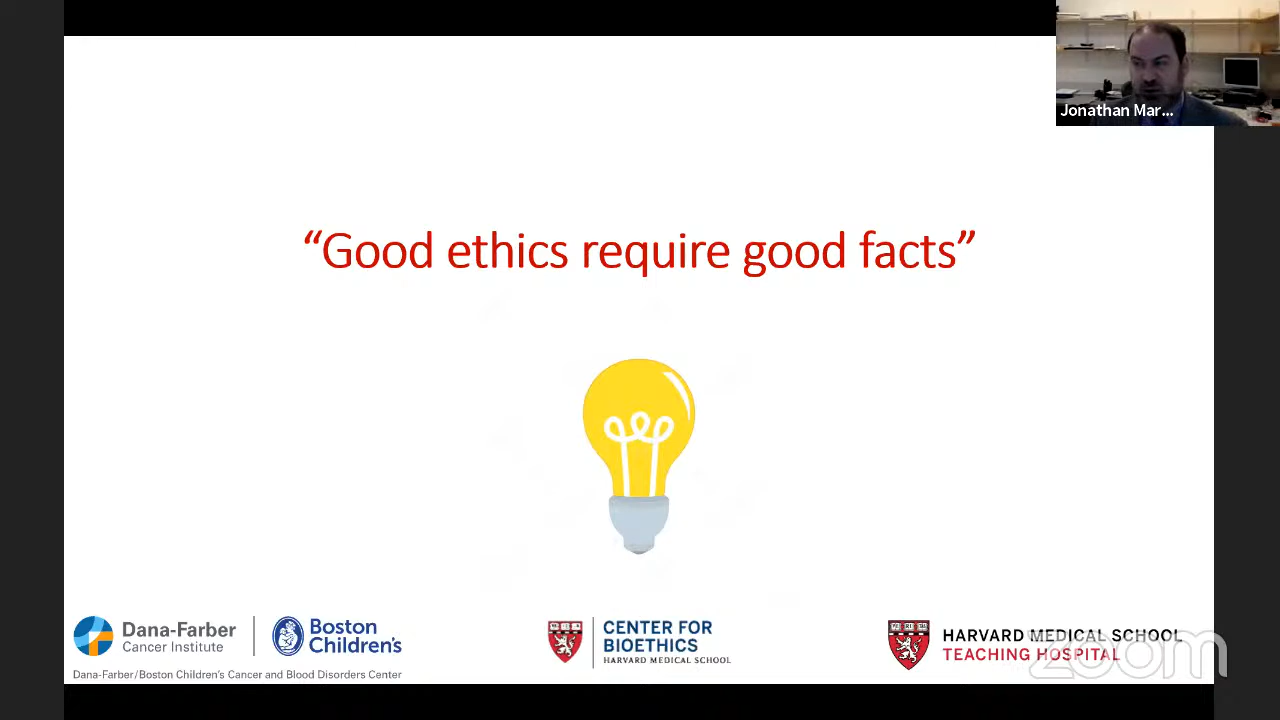 Jonathan Mar...
“Good ethics require good facts”
Dana-Farber
Cancer Institute
Boston
Children's
Dana-Farber/Boston Children's Cancer and Blood Disorders Center
CENTER FOR
BIOETHICS
HARVARD MEDICAL SCHOOL
HARVARD MEDICAL SCHOOL
TEACHING HOSPITAL
zoom